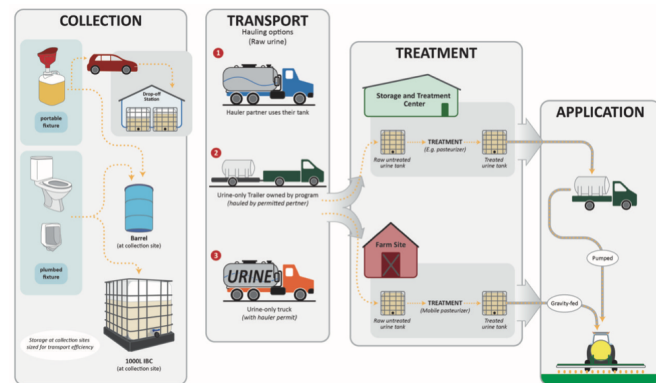 COLLECTION
Drop-off
Station
portable
fixture
plumbed
fixture
Barrel
(at collection site)
Storage at collection sites
sized for transport efficiency
1000L IBC
(at collection site)
TRANSPORT
Hauling options
(Raw urine)
1
Hauler partner uses their tank
2
Urine-only Trailer owned by program
(hauled by permitted partner)
3
URINE
Urine-only truck
(with hauler permit)
TREATMENT
Storage and Treatment
Center
Raw untreated
urine tank
TREATMENT
(E.g. pasteurizer)
Treated
urine tank
Farm Site
Raw untreated
urine tank
TREATMENT
(Mobile pasteurizer)
Treated
urine tank
APPLICATION
Pumped
Gravity-fed